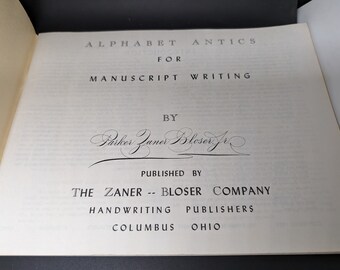 ALPHABET ANTICS
FOR
MANUSCRIPT WRITING
BY
Parker Zaner Bloser, Jr.
PUBLISHED BY
THE ZANER -- BLOSER COMPANY
HANDWRITING PUBLISHERS
COLUMBUS OHIO